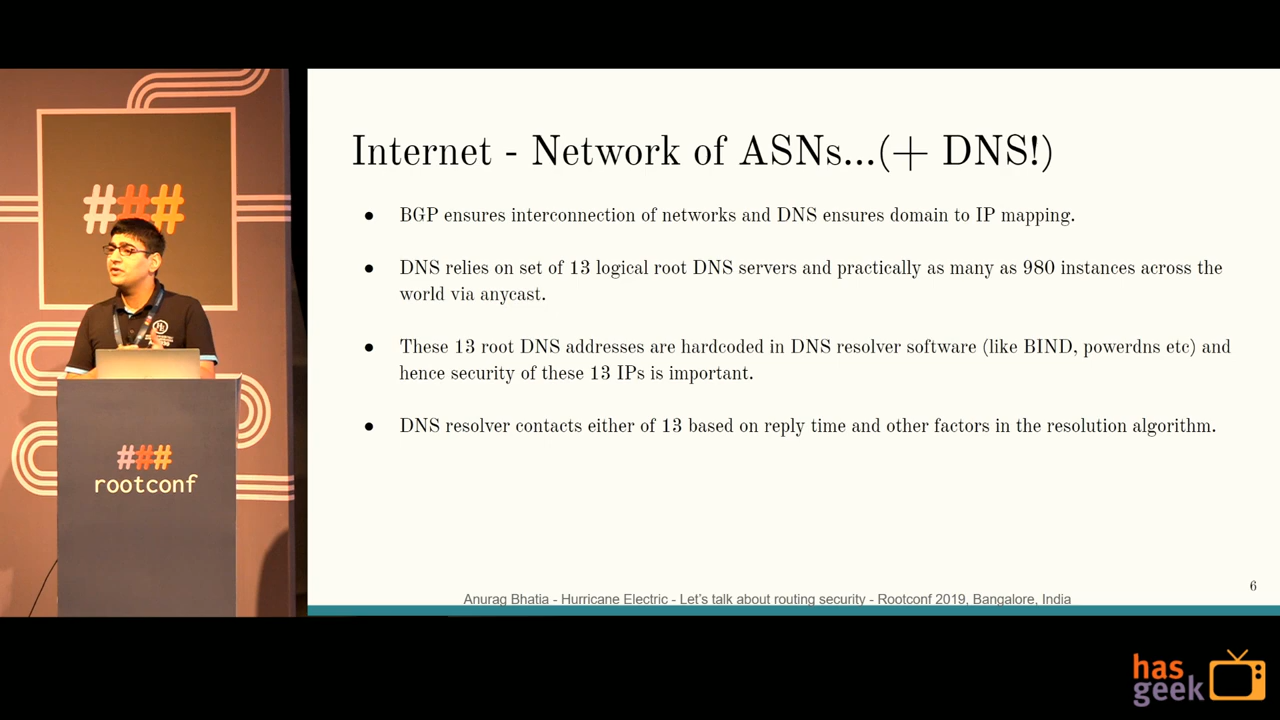 ###
###
rootconf
Internet - Network of ASNs...(+ DNS!)
● BGP ensures interconnection of networks and DNS ensures domain to IP mapping.
● DNS relies on set of 13 logical root DNS servers and practically as many as 980 instances across the
world via anycast.
● These 13 root DNS addresses are hardcoded in DNS resolver software (like BIND, powerdns etc) and
hence security of these 13 IPs is important.
● DNS resolver contacts either of 13 based on reply time and other factors in the resolution algorithm.
6
Anurag Bhatia - Hurricane Electric - Let's talk about routing security - Rootconf 2019, Bangalore, India
has
geek